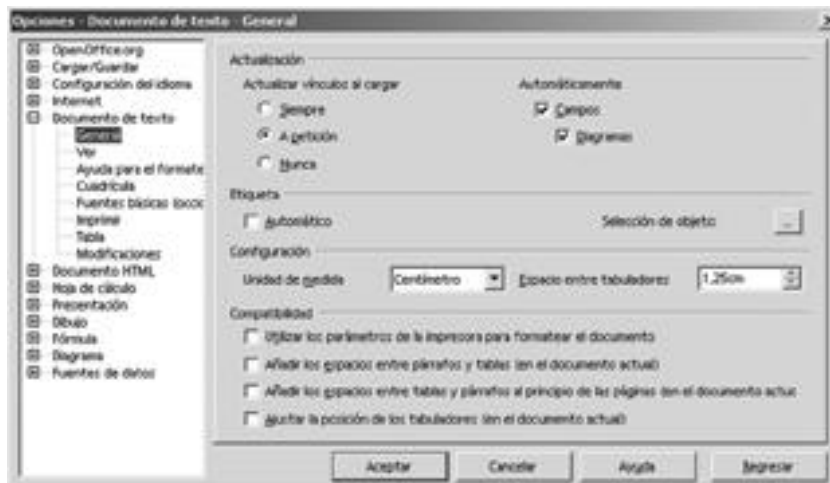 Opciones - Documento de texto - General
OpenOffice.org
Cargar/Guardar
Configuración del idioma
Internet
Documento de texto
General
Ver
Ayuda para el formate
Cuadrícula
Fuentes básicas (occi
Imprimir
Tabla
Modificaciones
Documento HTML
Hoja de cálculo
Presentación
Dibujo
Fórmula
Diagrama
Fuentes de datos
Actualización
Actualizar vínculos al cargar
Siempre
A petición
Nunca
Automáticamente
Campos
Diagramas
Etiqueta
Automático
Selección de objeto:
...
Configuración
Unidad de medida
Centímetro
Espacio entre tabuladores
1,25cm
Compatibilidad
Utilizar los parámetros de la impresora para formatear el documento
Añadir los espacios entre párrafos y tablas (en el documento actual)
Añadir los espacios entre tablas y párrafos al principio de las páginas (en el documento actua
Ajustar la posición de los tabuladores (en el documento actual)
Aceptar
Cancelar
Ayuda
Regresar